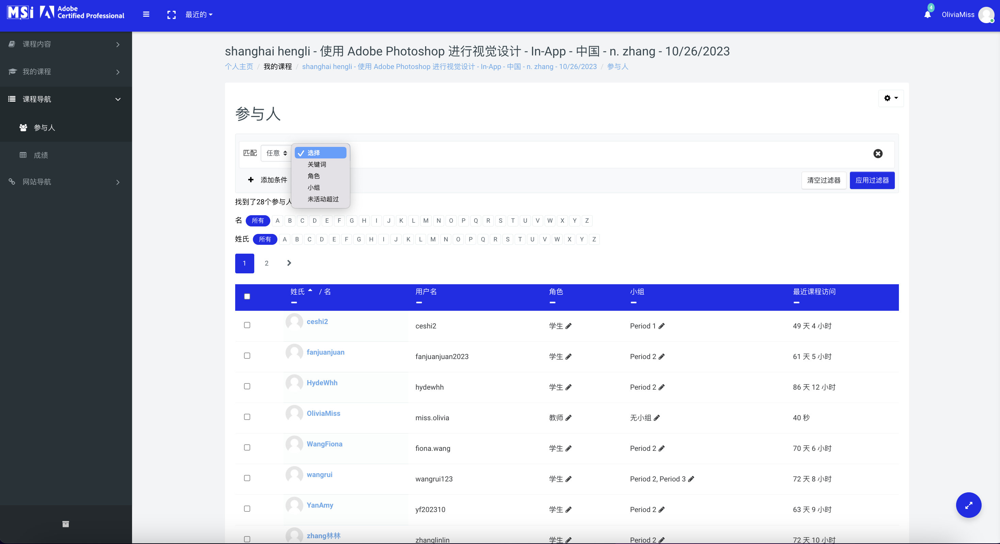 MSi Adobe Certified Professional
最近的
4
OliviaMiss
课程内容
我的课程
课程导航
参与人
成绩
网站导航
shanghai hengli - 使用 Adobe Photoshop 进行视觉设计 - In-App - 中国 - n. zhang - 10/26/2023
个人主页 / 我的课程 / shanghai hengli - 使用 Adobe Photoshop 进行视觉设计 - In-App - 中国 - n. zhang - 10/26/2023 / 参与人
参与人
匹配 任意
选择
关键词
角色
小组
未活动超过
添加条件
清空过滤器 应用过滤器
找到了28个参与人
名 所有 A B C D E F G H I J K L M N O P Q R S T U V W X Y Z
姓氏 所有 A B C D E F G H I J K L M N O P Q R S T U V W X Y Z
1 2
姓氏 / 名 用户名 角色 小组 最近课程访问
ceshi2 ceshi2 学生 Period 1 49 天 4 小时
fanjuanjuan fanjuanjuan2023 学生 Period 2 61 天 5 小时
HydeWhh hydewhh 学生 Period 2 86 天 12 小时
OliviaMiss miss.olivia 教师 无小组 40 秒
WangFiona fiona.wang 学生 Period 2 70 天 6 小时
wangrui wangrui123 学生 Period 2, Period 3 72 天 8 小时
YanAmy yf202310 学生 Period 2 63 天 9 小时
zhang林林 zhanglinlin 学生 Period 2 72 天 10 小时